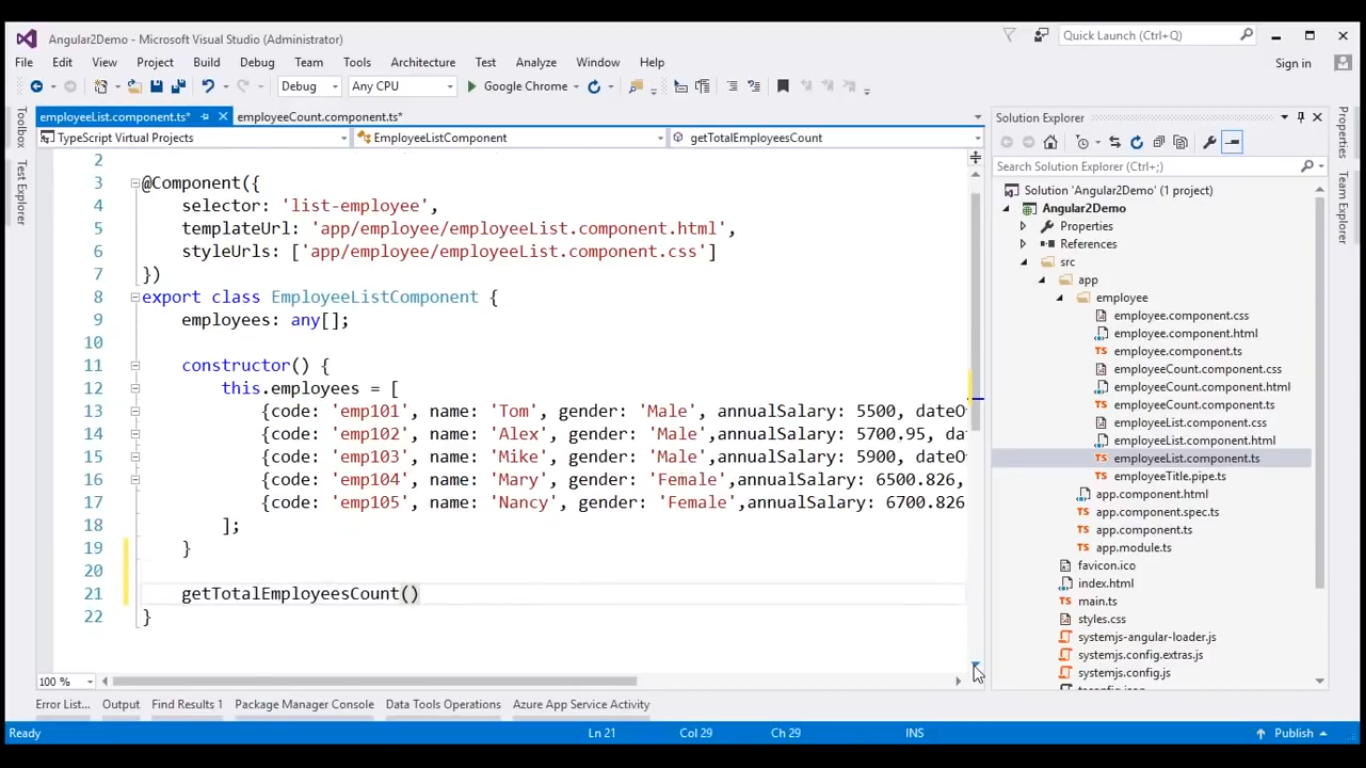 Angular2Demo - Microsoft Visual Studio (Administrator)
Quick Launch (Ctrl+Q)
File Edit View Project Build Debug Team Tools Architecture Test Analyze Window Help
Sign in
Debug Any CPU Google Chrome
employeeList.component.ts* employeeCount.component.ts*
TypeScript Virtual Projects EmployeeListComponent getTotalEmployeesCount
Toolbox
Test Explorer
2
3 @Component({
4 selector: 'list-employee',
5 templateUrl: 'app/employee/employeeList.component.html',
6 styleUrls: ['app/employee/employeeList.component.css']
7 })
8 export class EmployeeListComponent {
9 employees: any[];
10
11 constructor() {
12 this.employees = [
13 {code: 'emp101', name: 'Tom', gender: 'Male', annualSalary: 5500, dateO
14 {code: 'emp102', name: 'Alex', gender: 'Male',annualSalary: 5700.95, da
15 {code: 'emp103', name: 'Mike', gender: 'Male',annualSalary: 5900, dateO
16 {code: 'emp104', name: 'Mary', gender: 'Female',annualSalary: 6500.826,
17 {code: 'emp105', name: 'Nancy', gender: 'Female',annualSalary: 6700.826
18 ];
19 }
20
21 getTotalEmployeesCount()
22 }
100 %
Solution Explorer
Search Solution Explorer (Ctrl+;)
Solution 'Angular2Demo' (1 project)
Angular2Demo
Properties
References
src
app
employee
employee.component.css
employee.component.html
TS employee.component.ts
employeeCount.component.css
employeeCount.component.html
TS employeeCount.component.ts
employeeList.component.css
employeeList.component.html
TS employeeList.component.ts
TS employeeTitle.pipe.ts
app.component.html
TS app.component.spec.ts
TS app.component.ts
TS app.module.ts
favicon.ico
index.html
TS main.ts
styles.css
systemjs-angular-loader.js
systemjs.config.extras.js
systemjs.config.js
Properties
Team Explorer
Error List... Output Find Results 1 Package Manager Console Data Tools Operations Azure App Service Activity
Ready Ln 21 Col 29 Ch 29 INS Publish